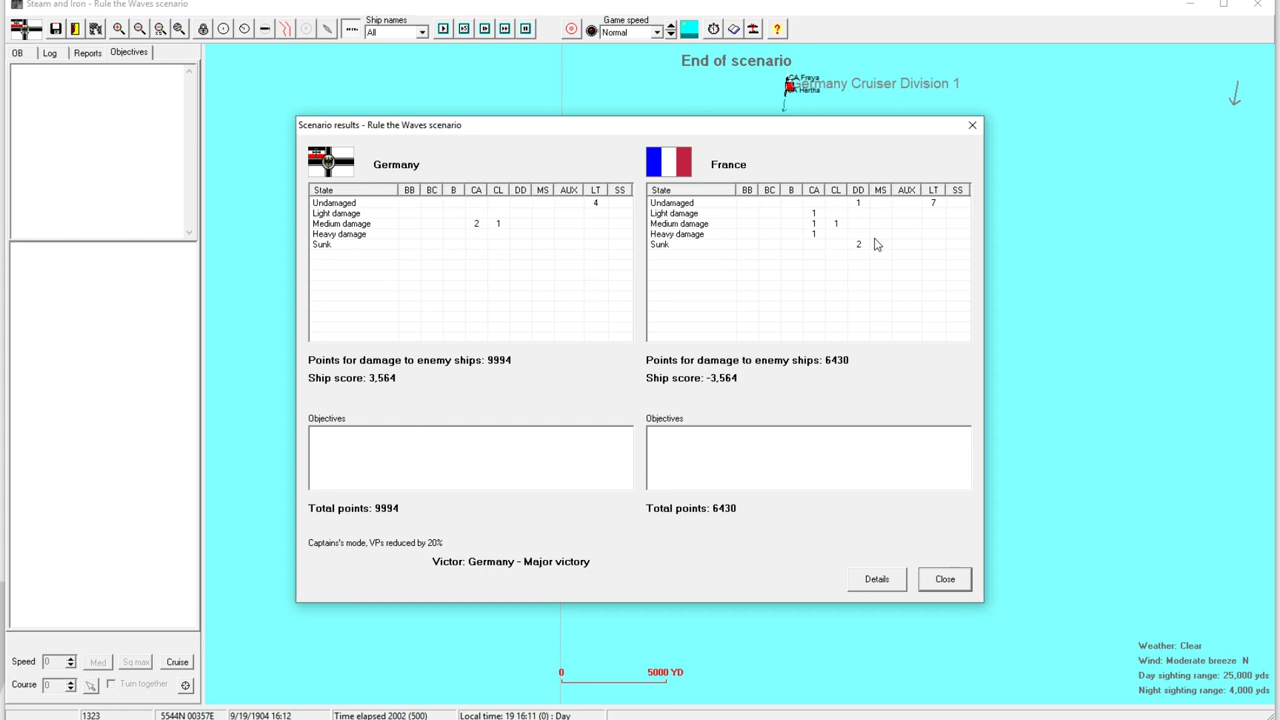 Steam and Iron - Rule the Waves scenario
Ship names
All
Game speed
Normal
OB Log Reports Objectives
End of scenario
CA Freya
Germany Cruiser Division 1
Hertha
Scenario results - Rule the Waves scenario
Germany
State BB BC B CA CL DD MS AUX LT SS
Undamaged 4
Light damage
Medium damage 2 1
Heavy damage
Sunk
Points for damage to enemy ships: 9994
Ship score: 3,564
Objectives
Total points: 9994
France
State BB BC B CA CL DD MS AUX LT SS
Undamaged 1 7
Light damage 1
Medium damage 1 1
Heavy damage 1
Sunk 2
Points for damage to enemy ships: 6430
Ship score: -3,564
Objectives
Total points: 6430
Captains's mode, VPs reduced by 20%
Victor: Germany - Major victory
Details Close
Speed 0 Med Sq max Cruise
Course 0 Turn together
0 5000 YD
Weather: Clear
Wind: Moderate breeze N
Day sighting range: 25,000 yds
Night sighting range: 4,000 yds
1323 5544N 00357E 9/19/1904 16:12 Time elapsed 2002 (500) Local time: 19 16:11 (0) : Day